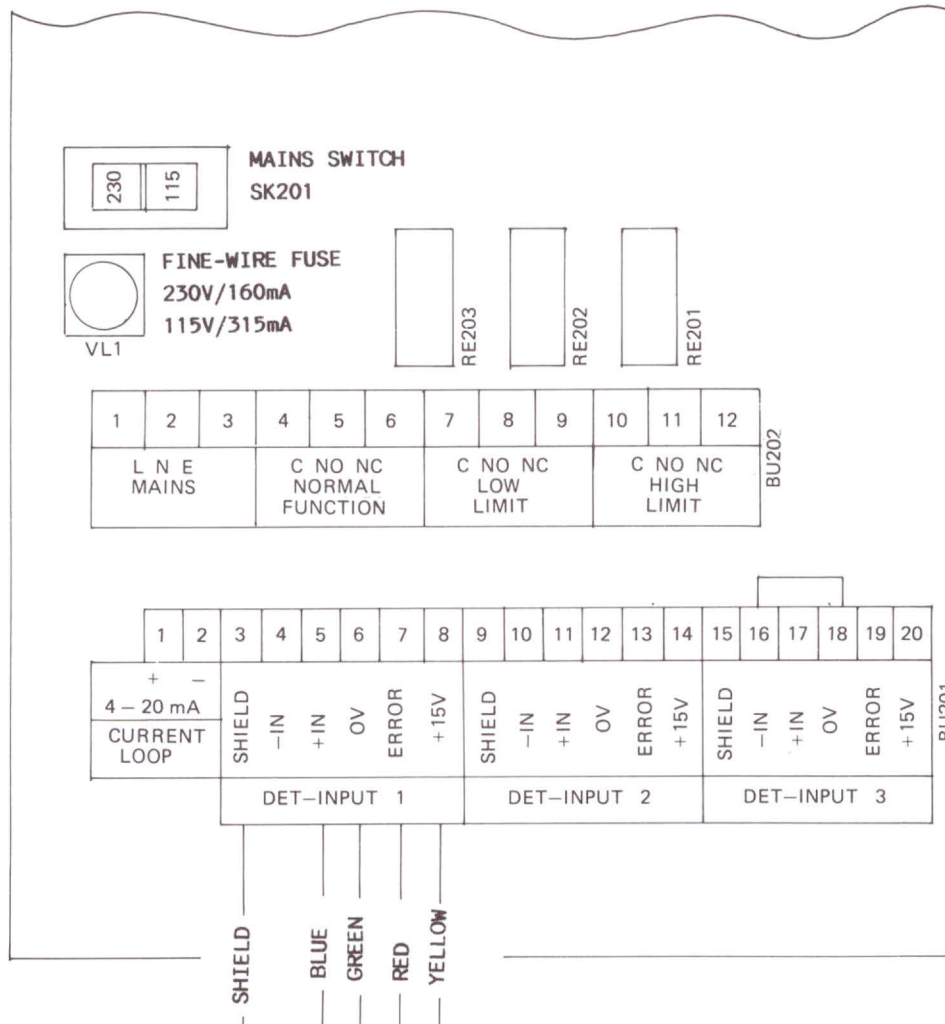 MAINS SWITCH
SK201
230 115
FINE-WIRE FUSE
230V/160mA
115V/315mA
VL1
RE203 RE202 RE201
1 2 3 4 5 6 7 8 9 10 11 12
L N E
MAINS
C NO NC
NORMAL
FUNCTION
C NO NC
LOW
LIMIT
C NO NC
HIGH
LIMIT
BU202
1 2 3 4 5 6 7 8 9 10 11 12 13 14 15 16 17 18 19 20
+ −
4 – 20 mA
CURRENT
LOOP
SHIELD −IN +IN OV ERROR +15V
SHIELD −IN +IN OV ERROR +15V
SHIELD −IN +IN OV ERROR +15V
DET–INPUT 1
DET–INPUT 2
DET–INPUT 3
SHIELD BLUE GREEN RED YELLOW